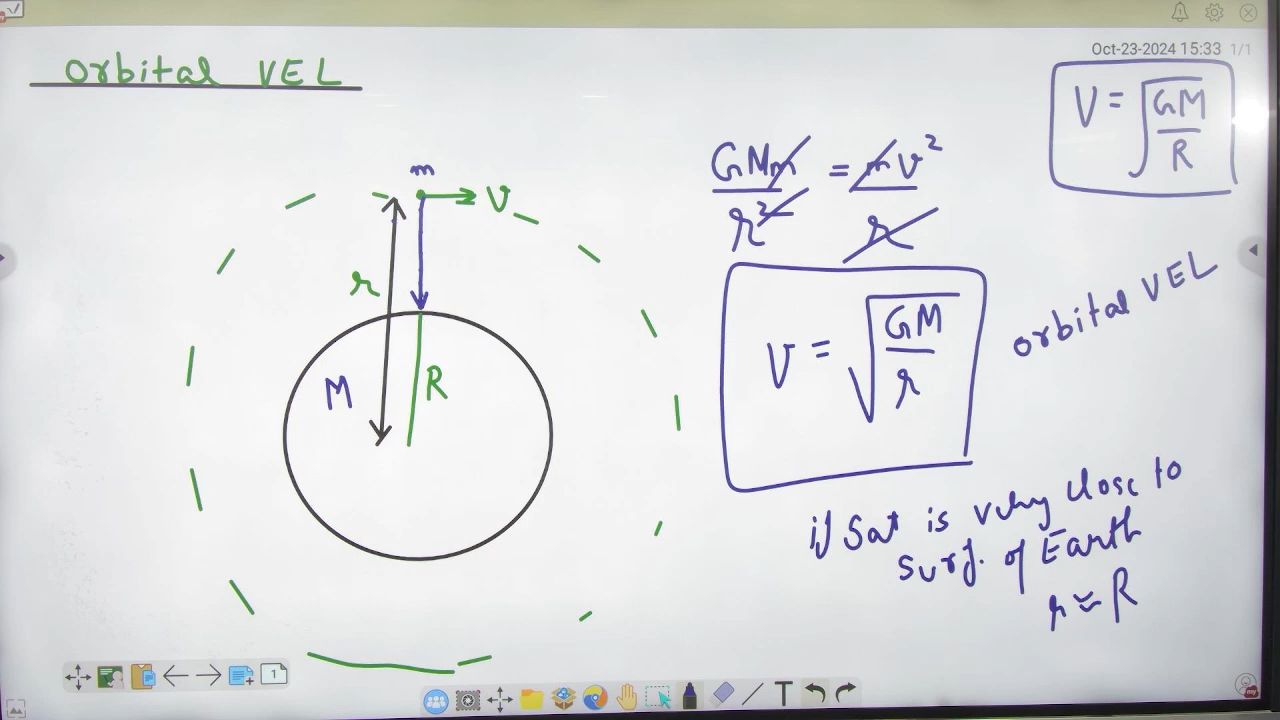 Oct-23-2024 15:33 1/1
orbital VEL
V = √(GM/R)
m
V
r
M
R
GMm/r² = mv²/r
V = √(GM/r)
orbital VEL
if Sat is very close to
surf. of Earth
r ≈ R
1
T